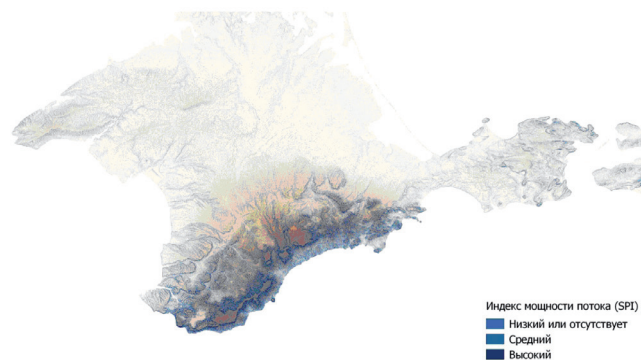 Индекс мощности потока (SPI)
Низкий или отсутствует
Средний
Высокий